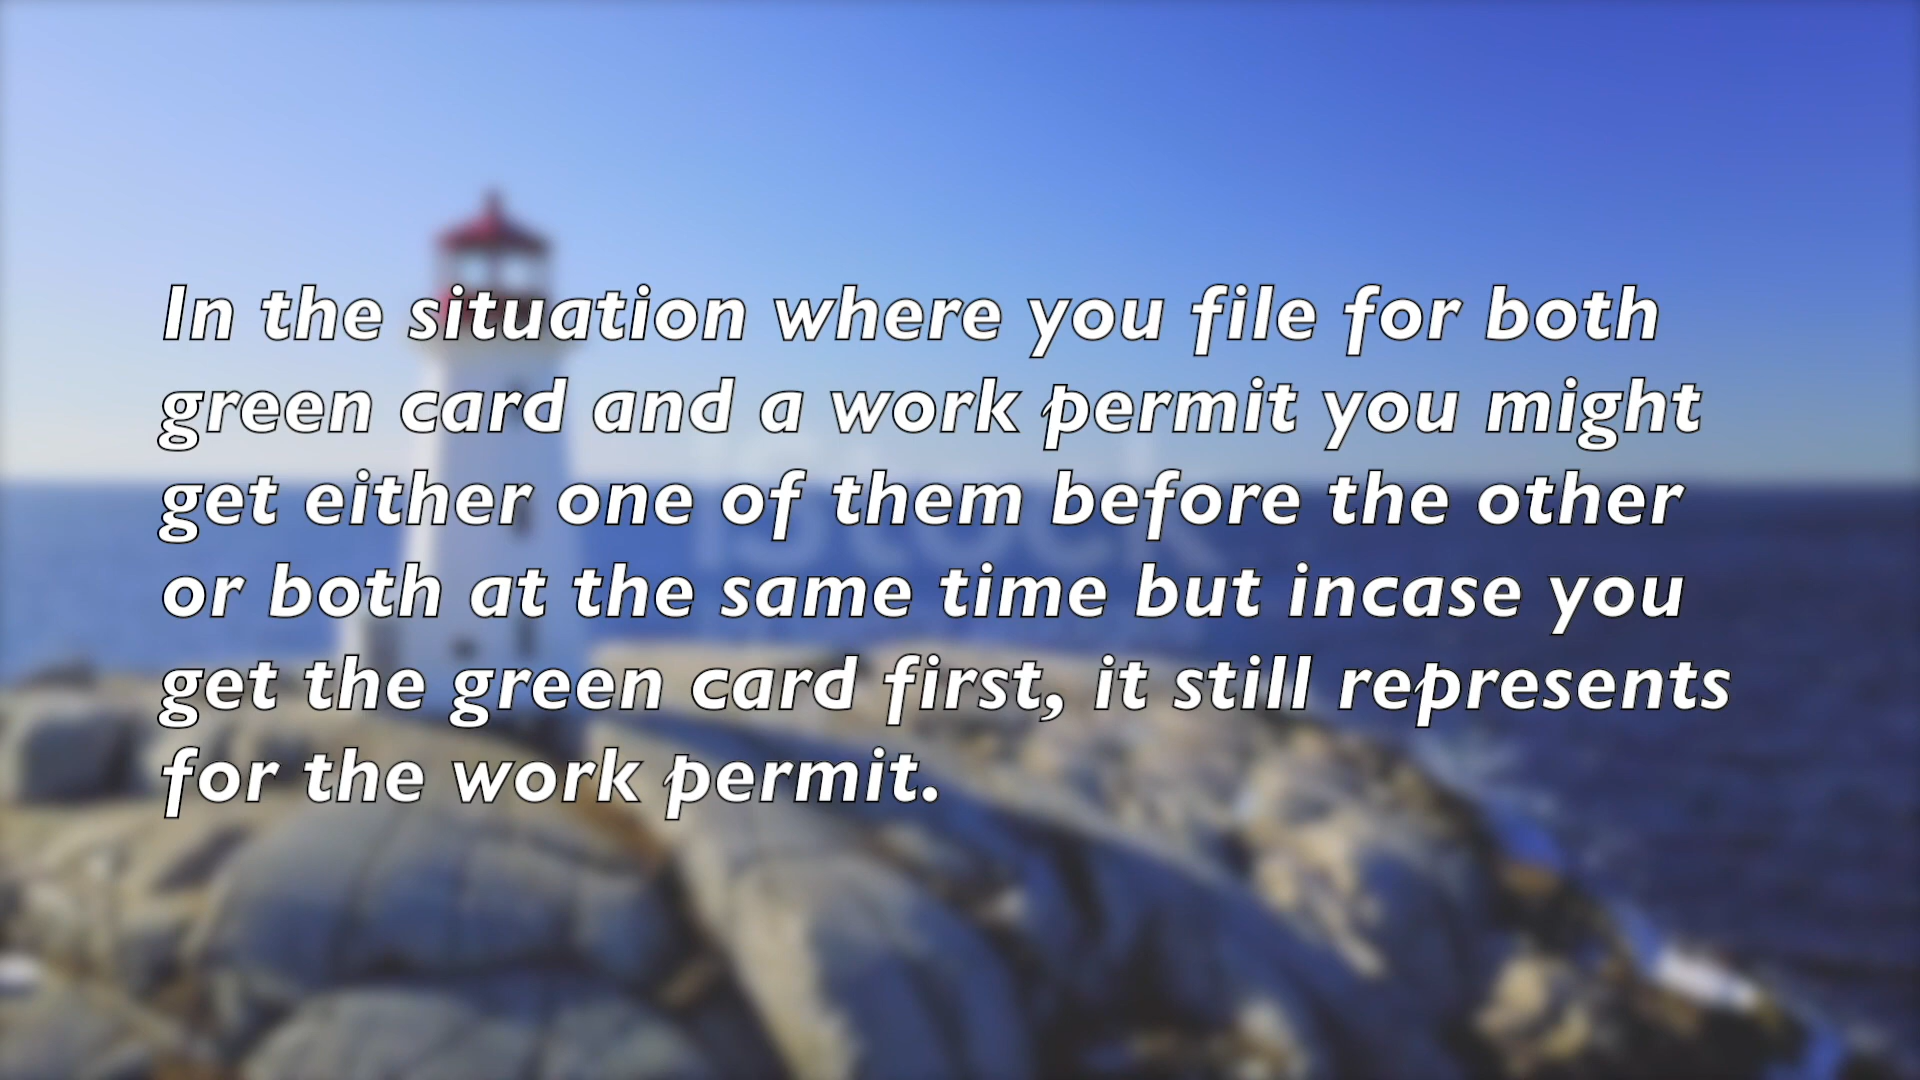 In the situation where you file for both
green card and a work permit you might
get either one of them before the other
or both at the same time but incase you
get the green card first, it still represents
for the work permit.
iStock